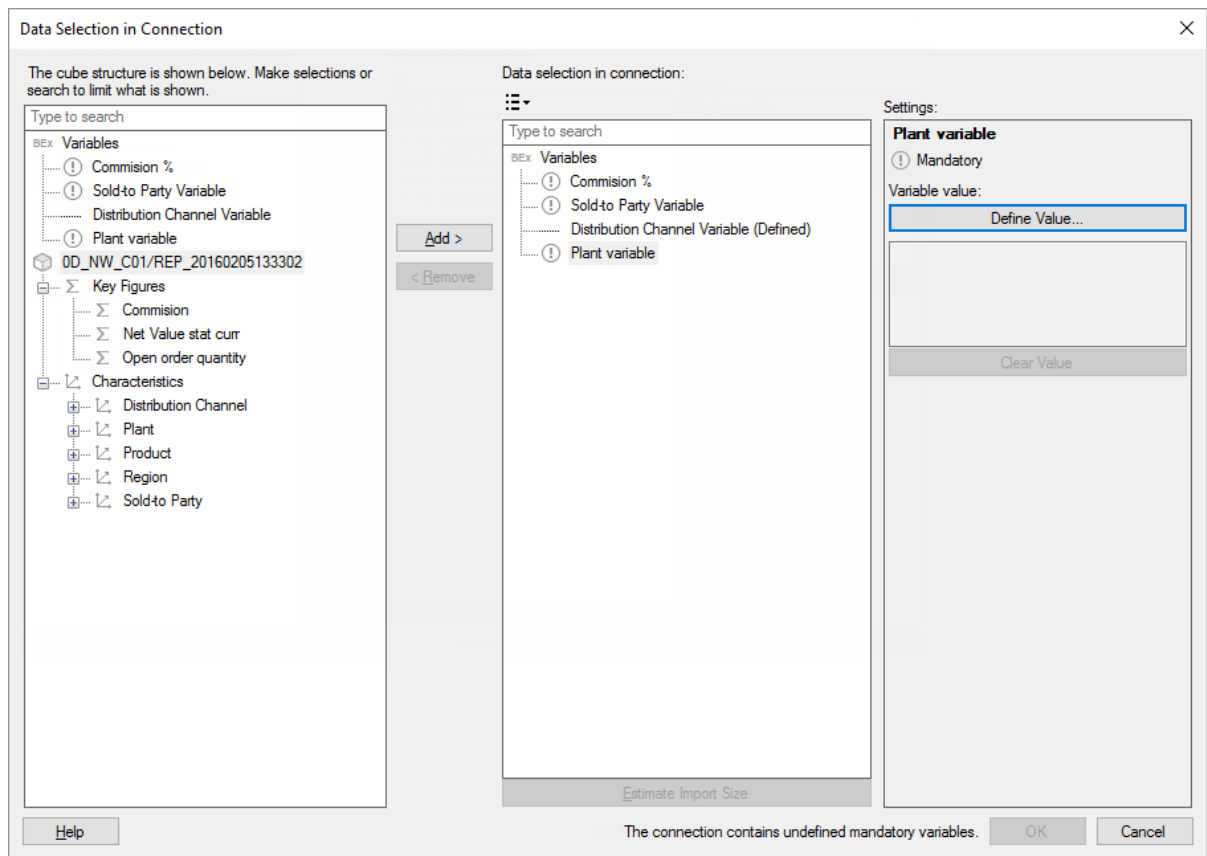 Data Selection in Connection
The cube structure is shown below. Make selections or
search to limit what is shown.
Type to search
BEx Variables
Commision %
Sold-to Party Variable
Distribution Channel Variable
Plant variable
0D_NW_C01/REP_20160205133302
Key Figures
Commision
Net Value stat curr
Open order quantity
Characteristics
Distribution Channel
Plant
Product
Region
Sold-to Party
Add >
< Remove
Data selection in connection:
Type to search
BEx Variables
Commision %
Sold-to Party Variable
Distribution Channel Variable (Defined)
Plant variable
Estimate Import Size
Settings:
Plant variable
Mandatory
Variable value:
Define Value...
Clear Value
Help
The connection contains undefined mandatory variables.
OK
Cancel